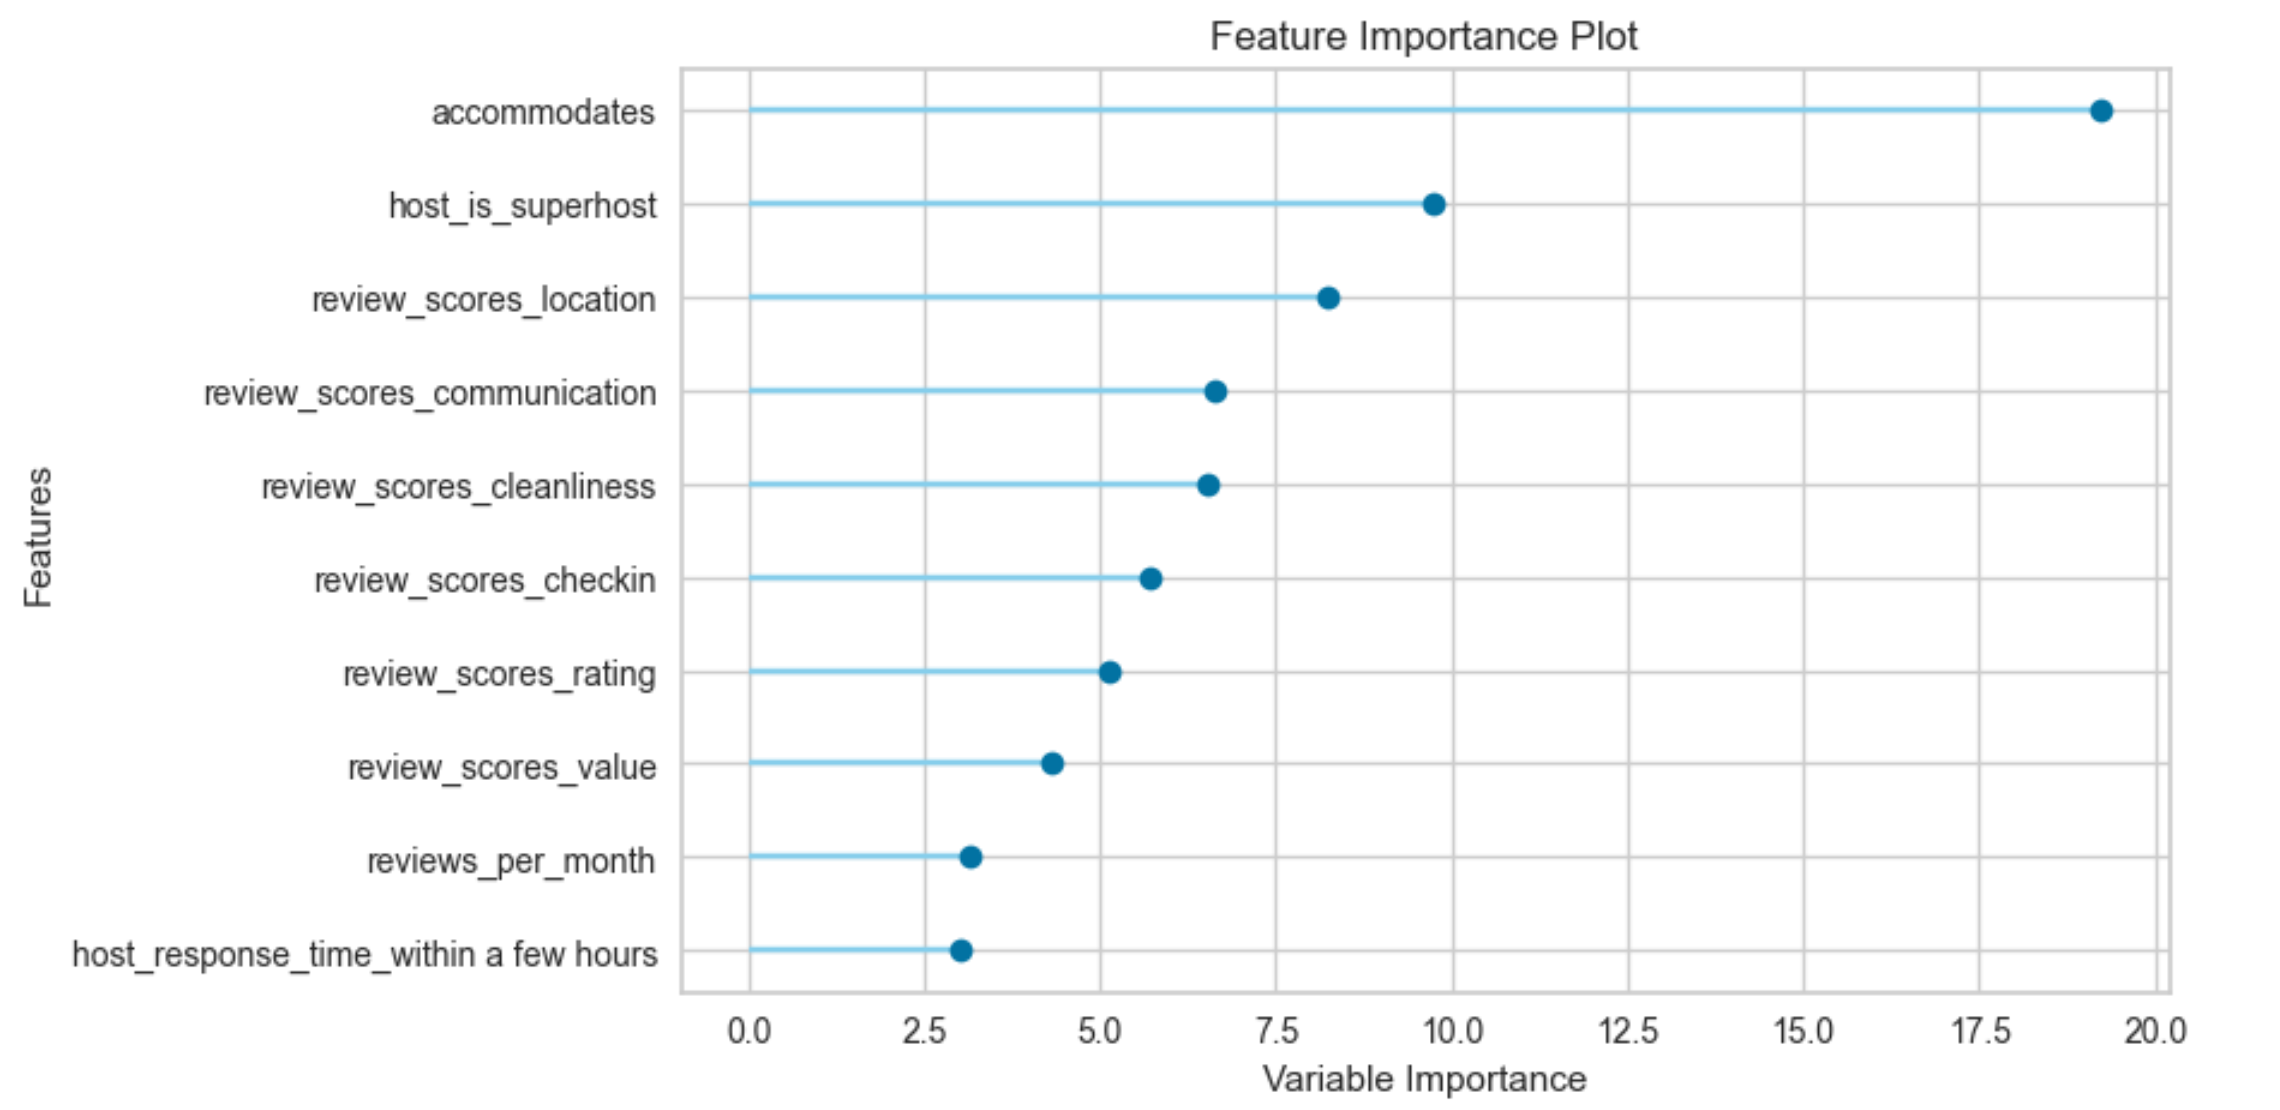 Feature Importance Plot
accommodates
host_is_superhost
review_scores_location
review_scores_communication
review_scores_cleanliness
review_scores_checkin
review_scores_rating
review_scores_value
reviews_per_month
host_response_time_within a few hours
Features
0.0 2.5 5.0 7.5 10.0 12.5 15.0 17.5 20.0
Variable Importance